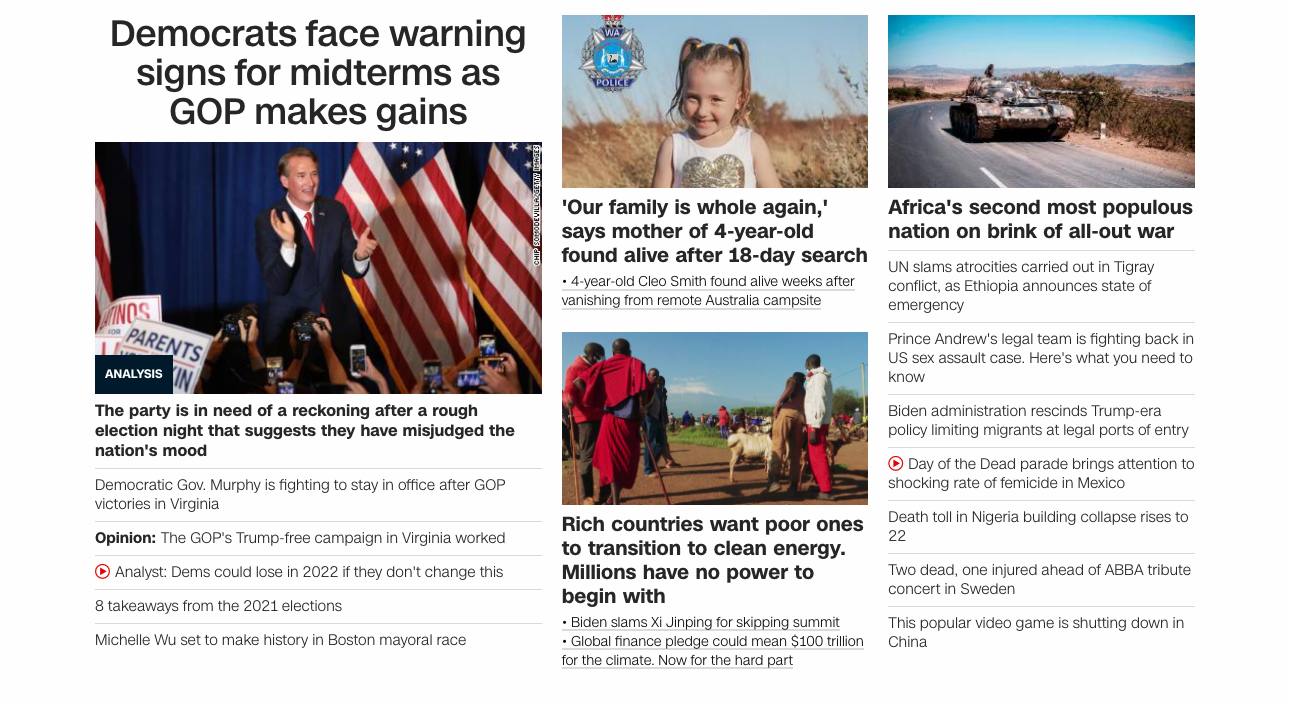 Democrats face warning
signs for midterms as
GOP makes gains
CHIP SOMODEVILLA/GETTY IMAGES
LATINOS
FOR
PARENTS
ANALYSIS
The party is in need of a reckoning after a rough
election night that suggests they have misjudged the
nation's mood
Democratic Gov. Murphy is fighting to stay in office after GOP
victories in Virginia
Opinion: The GOP's Trump-free campaign in Virginia worked
Analyst: Dems could lose in 2022 if they don't change this
8 takeaways from the 2021 elections
Michelle Wu set to make history in Boston mayoral race
WA
POLICE
'Our family is whole again,'
says mother of 4-year-old
found alive after 18-day search
• 4-year-old Cleo Smith found alive weeks after
vanishing from remote Australia campsite
Rich countries want poor ones
to transition to clean energy.
Millions have no power to
begin with
• Biden slams Xi Jinping for skipping summit
• Global finance pledge could mean $100 trillion
for the climate. Now for the hard part
Africa's second most populous
nation on brink of all-out war
UN slams atrocities carried out in Tigray
conflict, as Ethiopia announces state of
emergency
Prince Andrew's legal team is fighting back in
US sex assault case. Here's what you need to
know
Biden administration rescinds Trump-era
policy limiting migrants at legal ports of entry
Day of the Dead parade brings attention to
shocking rate of femicide in Mexico
Death toll in Nigeria building collapse rises to
22
Two dead, one injured ahead of ABBA tribute
concert in Sweden
This popular video game is shutting down in
China